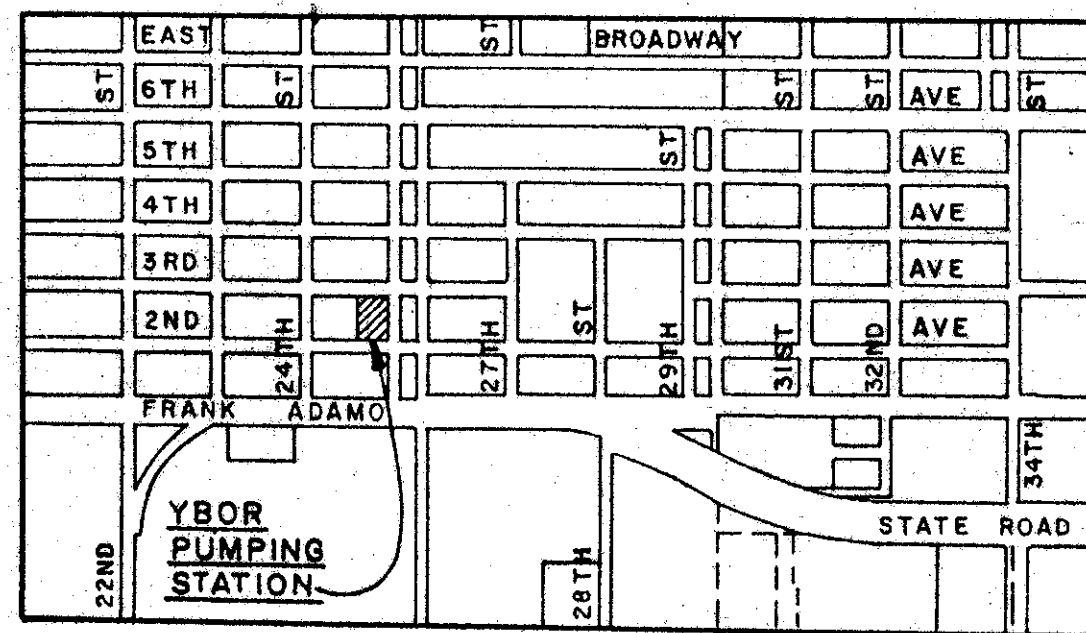 EAST ST BROADWAY
ST 6TH ST ST ST AVE ST
5TH ST AVE
4TH AVE
3RD AVE
2ND AVE
24TH 27TH ST 29TH 31ST 32ND
FRANK ADAMO
34TH
YBOR
PUMPING
STATION
STATE ROAD
22ND 28TH